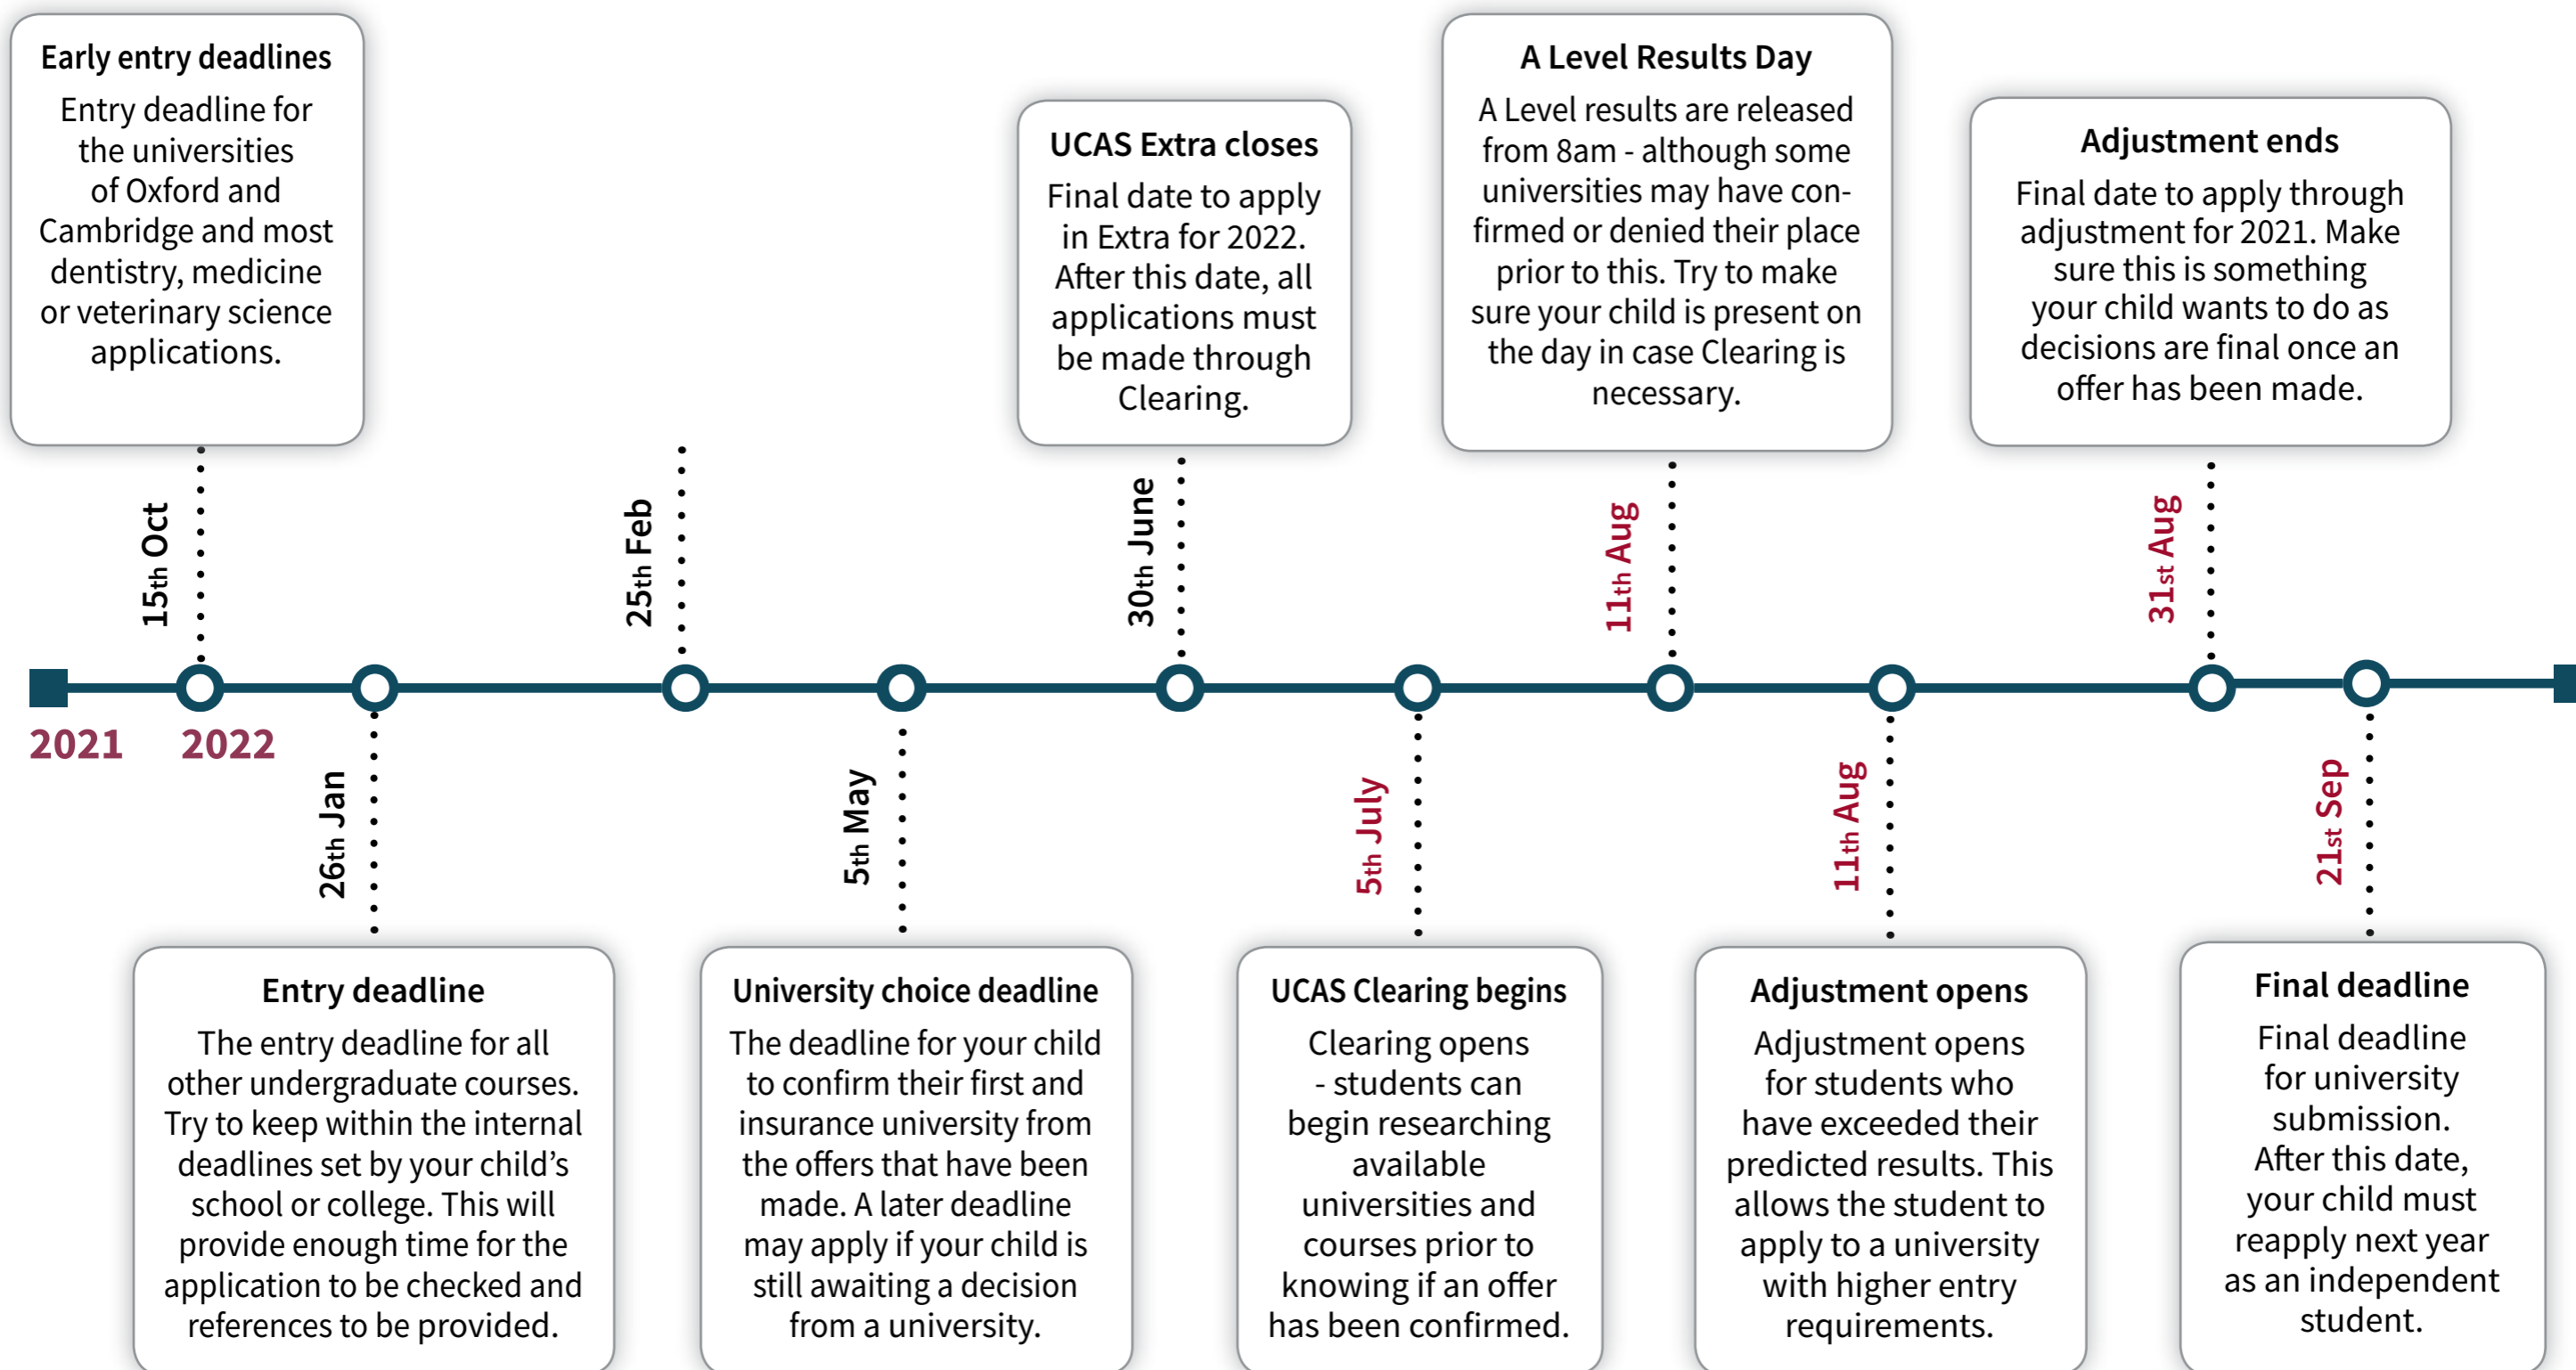 Early entry deadlines
Entry deadline for
the universities
of Oxford and
Cambridge and most
dentistry, medicine
or veterinary science
applications.
UCAS Extra closes
Final date to apply
in Extra for 2022.
After this date, all
applications must
be made through
Clearing.
A Level Results Day
A Level results are released
from 8am - although some
universities may have con-
firmed or denied their place
prior to this. Try to make
sure your child is present on
the day in case Clearing is
necessary.
Adjustment ends
Final date to apply through
adjustment for 2021. Make
sure this is something
your child wants to do as
decisions are final once an
offer has been made.
15th Oct
25th Feb
30th June
11th Aug
31st Aug
2021
2022
26th Jan
5th May
5th July
11th Aug
21st Sep
Entry deadline
The entry deadline for all
other undergraduate courses.
Try to keep within the internal
deadlines set by your child's
school or college. This will
provide enough time for the
application to be checked and
references to be provided.
University choice deadline
The deadline for your child
to confirm their first and
insurance university from
the offers that have been
made. A later deadline
may apply if your child is
still awaiting a decision
from a university.
UCAS Clearing begins
Clearing opens
- students can
begin researching
available
universities and
courses prior to
knowing if an offer
has been confirmed.
Adjustment opens
Adjustment opens
for students who
have exceeded their
predicted results. This
allows the student to
apply to a university
with higher entry
requirements.
Final deadline
Final deadline
for university
submission.
After this date,
your child must
reapply next year
as an independent
student.